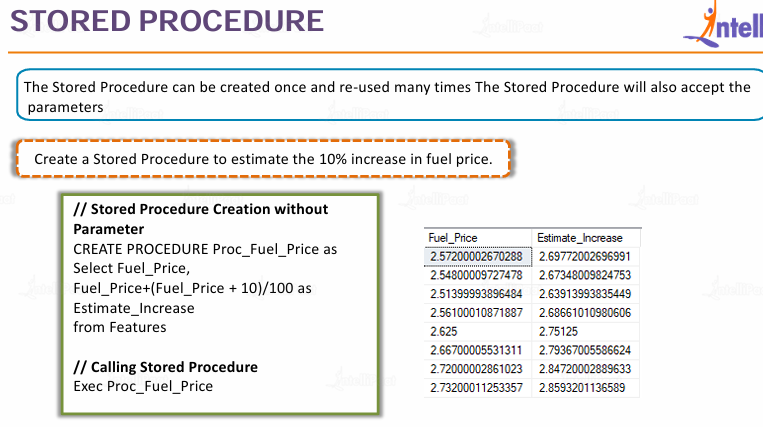 STORED PROCEDURE
ntell
The Stored Procedure can be created once and re-used many times The Stored Procedure will also accept the
parameters
Create a Stored Procedure to estimate the 10% increase in fuel price.
// Stored Procedure Creation without
Parameter
CREATE PROCEDURE Proc_Fuel_Price as
Select Fuel_Price,
Fuel_Price+(Fuel_Price + 10)/100 as
Estimate_Increase
from Features
// Calling Stored Procedure
Exec Proc_Fuel_Price
Fuel_Price Estimate_Increase
2.57200002670288 2.69772002696991
2.54800009727478 2.67348009824753
2.51399993896484 2.63913993835449
2.56100010871887 2.68661010980606
2.625 2.75125
2.66700005531311 2.79367005586624
2.72000002861023 2.84720002889633
2.73200011253357 2.8593201136589